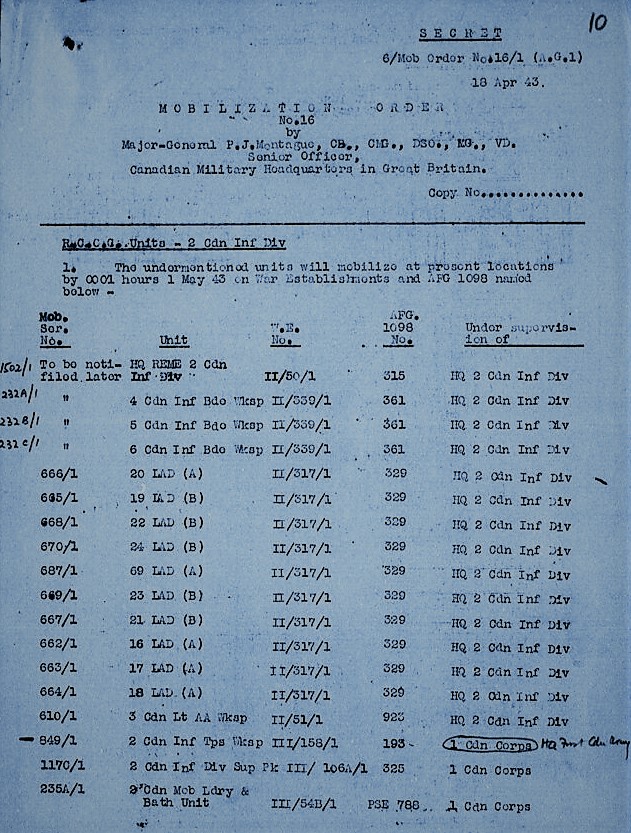 10
S E C R E T
6/Mob Order No.16/1 (A.G.1)
18 Apr 43.
M O B I L I Z A T I O N   O R D E R
No.16
by
Major-General P.J.Montague, CB., CMG., DSO., MC., VD.
Senior Officer,
Canadian Military Headquarters in Great Britain.
Copy No..............
R.C.O.C. Units - 2 Cdn Inf Div
1. The undermentioned units will mobilize at present locations
by 0001 hours 1 May 43 on War Establishments and AFG 1098 named
below -
Mob. AFG.
Ser. W.E. 1098 Under supervis-
No. Unit No. No. ion of
1502/1 To be noti- HQ REME 2 Cdn
filed later Inf Div II/50/1 315 HQ 2 Cdn Inf Div
232A/1 " 4 Cdn Inf Bde Wksp II/339/1 361 HQ 2 Cdn Inf Div
232B/1 " 5 Cdn Inf Bde Wksp II/339/1 361 HQ 2 Cdn Inf Div
232C/1 " 6 Cdn Inf Bde Wksp II/339/1 361 HQ 2 Cdn Inf Div
666/1 20 LAD (A) II/317/1 329 HQ 2 Cdn Inf Div
665/1 19 LAD (B) II/317/1 329 HQ 2 Cdn Inf Div
668/1 22 LAD (B) II/317/1 329 HQ 2 Cdn Inf Div
670/1 24 LAD (B) II/317/1 329 HQ 2 Cdn Inf Div
687/1 69 LAD (A) II/317/1 329 HQ 2 Cdn Inf Div
669/1 23 LAD (B) II/317/1 329 HQ 2 Cdn Inf Div
667/1 21 LAD (B) II/317/1 329 HQ 2 Cdn Inf Div
662/1 16 LAD (A) II/317/1 329 HQ 2 Cdn Inf Div
663/1 17 LAD (A) II/317/1 329 HQ 2 Cdn Inf Div
664/1 18 LAD (A) II/317/1 329 HQ 2 Cdn Inf Div
610/1 3 Cdn Lt AA Wksp II/51/1 923 HQ 2 Cdn Inf Div
- 849/1 2 Cdn Inf Tps Wksp III/158/1 193 1 Cdn Corps HQ First Cdn Army
1170/1 2 Cdn Inf Div Sup Pk III/ 106A/1 325 1 Cdn Corps
235A/1 2 Cdn Mob Ldry &
Bath Unit III/54B/1 PSE 788 1 Cdn Corps